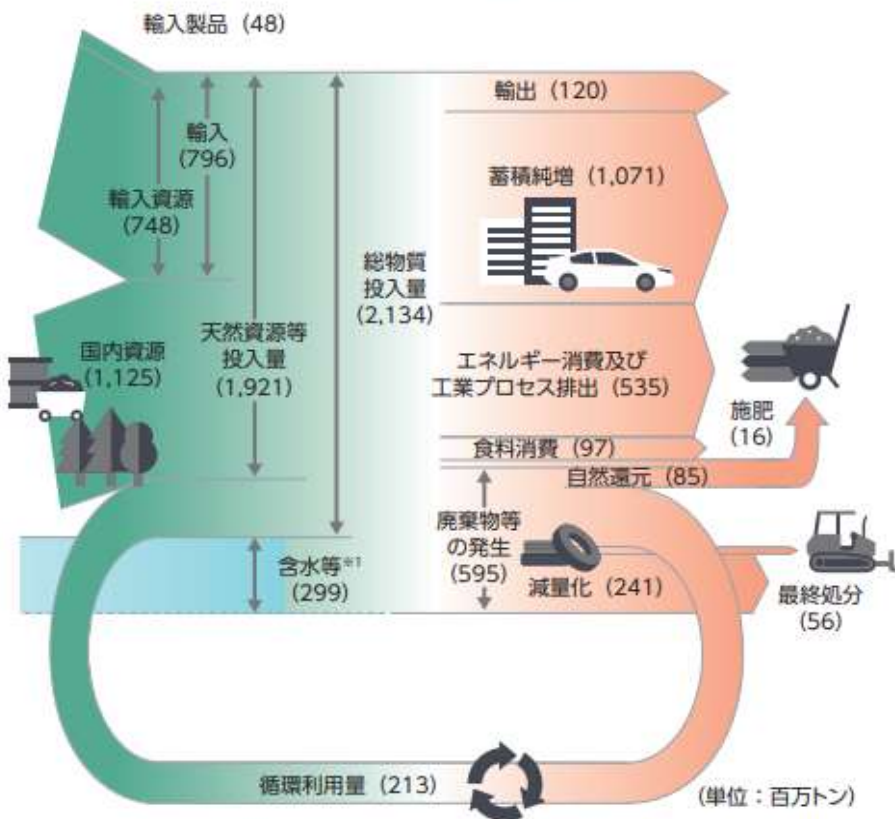 輸入製品（48）
輸出（120）
輸入
（796）
蓄積純増（1,071）
輸入資源
（748）
総物質
投入量
（2,134）
国内資源
（1,125）
天然資源等
投入量
（1,921）
エネルギー消費及び
工業プロセス排出（535）
施肥
（16）
食料消費（97）
自然還元（85）
廃棄物等
の発生
（595）
含水等※1
（299）
減量化（241）
最終処分
（56）
循環利用量（213）
（単位：百万トン）